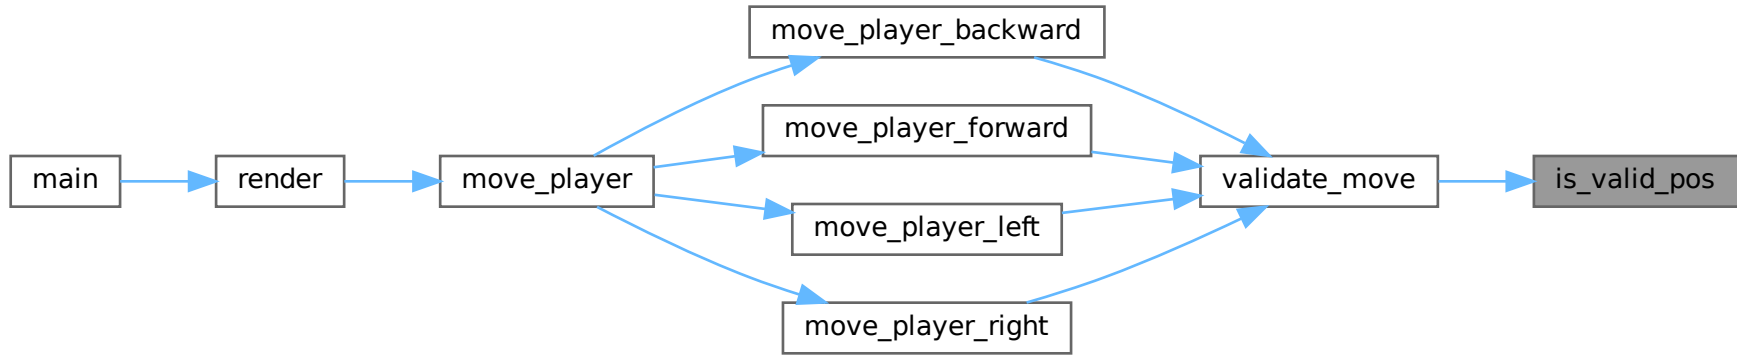 main
render
move_player
move_player_backward
move_player_forward
move_player_left
move_player_right
validate_move
is_valid_pos